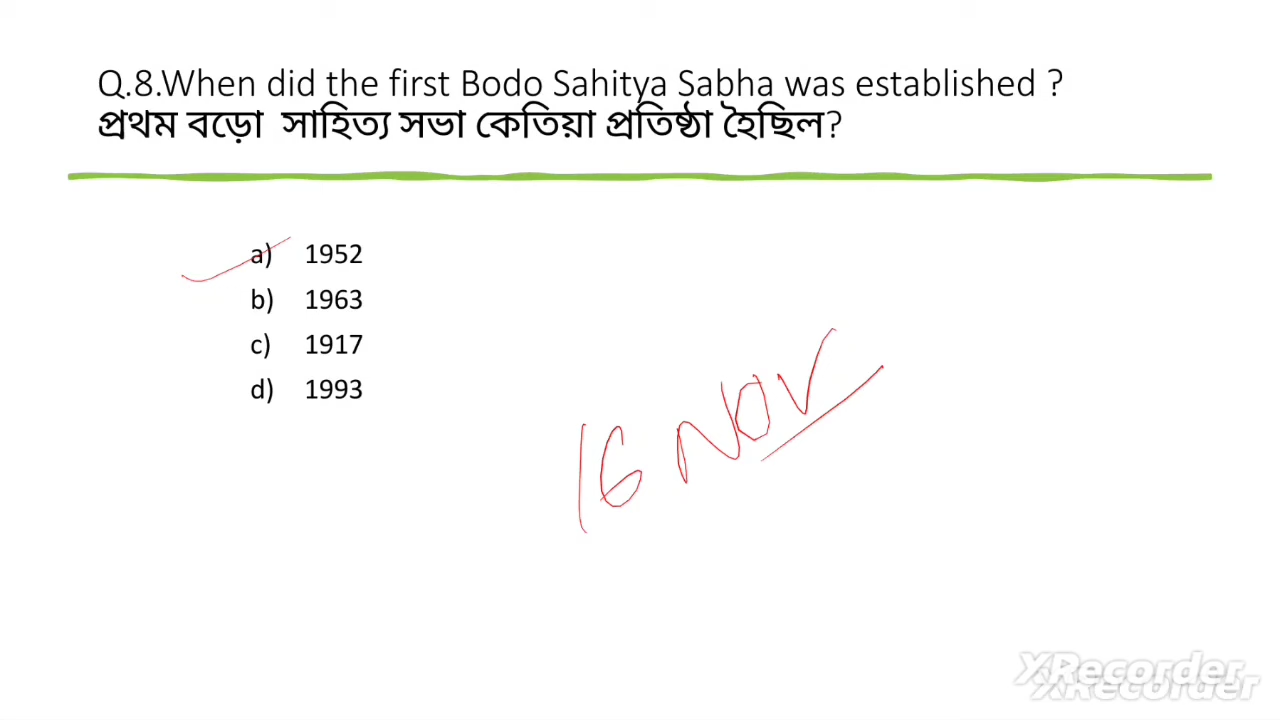 Q.8.When did the first Bodo Sahitya Sabha was established ?
প্ৰথম বড়ো সাহিত্য সভা কেতিয়া প্ৰতিষ্ঠা হৈছিল?
a) 1952
b) 1963
c) 1917
d) 1993
16 NOV
XRecorder
XRecorder